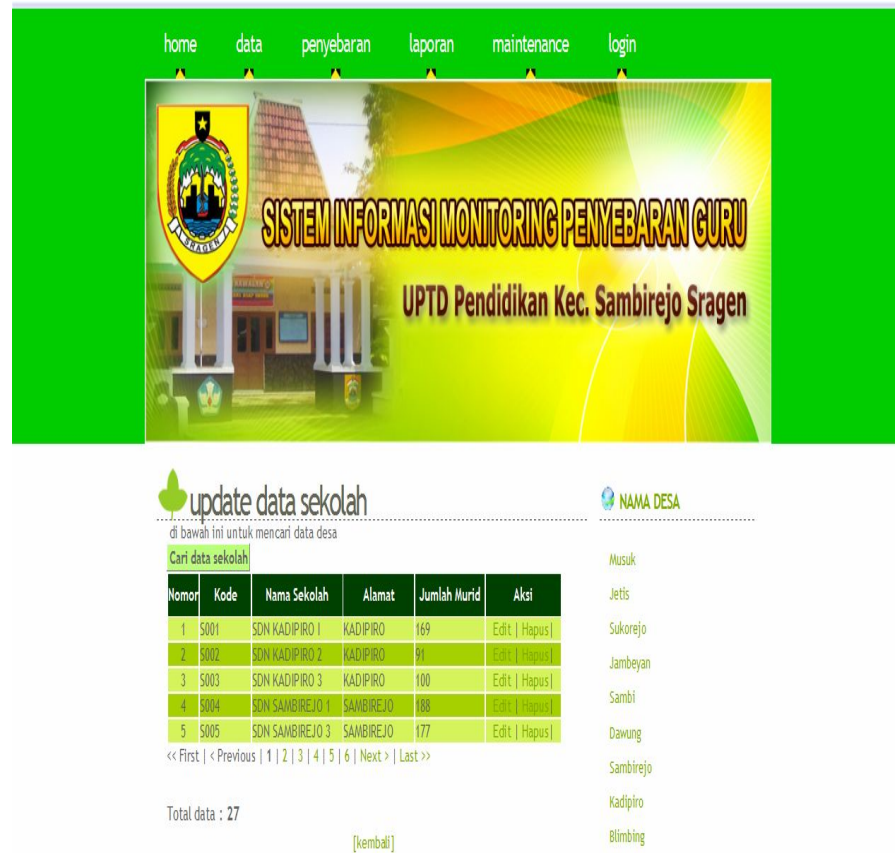 home data penyebaran laporan maintenance login
SRAGEN
SISTEM INFORMASI MONITORING PENYEBARAN GURU
UPTD Pendidikan Kec. Sambirejo Sragen
update data sekolah
di bawah ini untuk mencari data desa
Cari data sekolah
Nomor Kode Nama Sekolah Alamat Jumlah Murid Aksi
1 S001 SDN KADIPIRO I KADIPIRO 169 Edit | Hapus|
2 S002 SDN KADIPIRO 2 KADIPIRO 91 Edit | Hapus|
3 S003 SDN KADIPIRO 3 KADIPIRO 100 Edit | Hapus|
4 S004 SDN SAMBIREJO 1 SAMBIREJO 188 Edit | Hapus|
5 S005 SDN SAMBIREJO 3 SAMBIREJO 177 Edit | Hapus|
<< First | < Previous | 1 | 2 | 3 | 4 | 5 | 6 | Next > | Last >>
Total data : 27
[kembali]
NAMA DESA
Musuk
Jetis
Sukorejo
Jambeyan
Sambi
Dawung
Sambirejo
Kadipiro
Blimbing